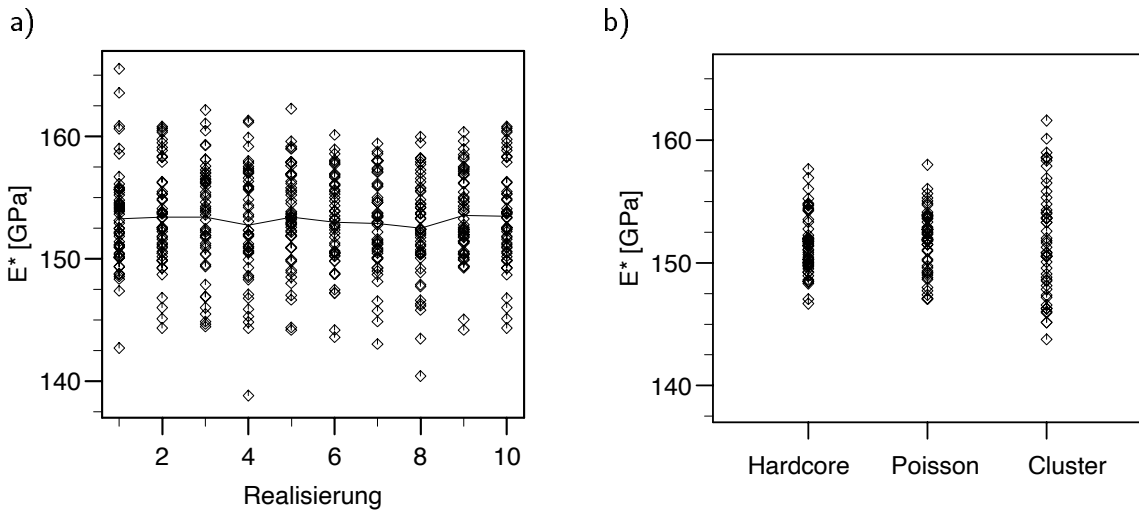 a)
160
150
140
E* [GPa]
2 4 6 8 10
Realisierung
b)
160
150
140
E* [GPa]
Hardcore Poisson Cluster